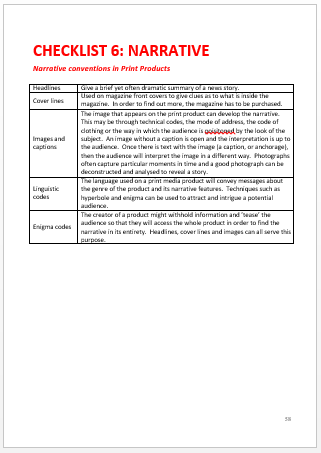 CHECKLIST 6: NARRATIVE
Narrative conventions in Print Products
Headlines
Give a brief yet often dramatic summary of a news story.
Cover lines
Used on magazine front covers to give clues as to what is inside the
magazine. In order to find out more, the magazine has to be purchased.
Images and
captions
The image that appears on the print product can develop the narrative.
This may be through technical codes, the mode of address, the code of
clothing or the way in which the audience is poisitoned by the look of the
subject. An image without a caption is open and the interpretation is up to
the audience. Once there is text with the image (a caption, or anchorage),
then the audience will interpret the image in a different way. Photographs
often capture particular moments in time and a good photograph can be
deconstructed and analysed to reveal a story.
Linguistic
codes
The language used on a print media product will convey messages about
the genre of the product and its narrative features. Techniques such as
hyperbole and enigma can be used to attract and intrigue a potential
audience.
Enigma codes
The creator of a product might withhold information and 'tease' the
audience so that they will access the whole product in order to find the
narrative in its entirety. Headlines, cover lines and images can all serve this
purpose.
58